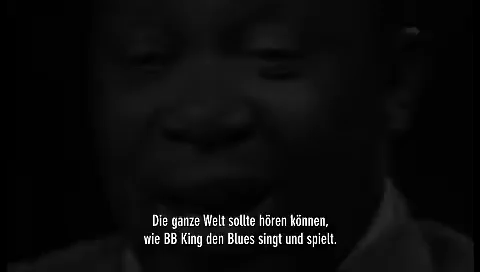 Die ganze Welt sollte hören können,
wie BB King den Blues singt und spielt.